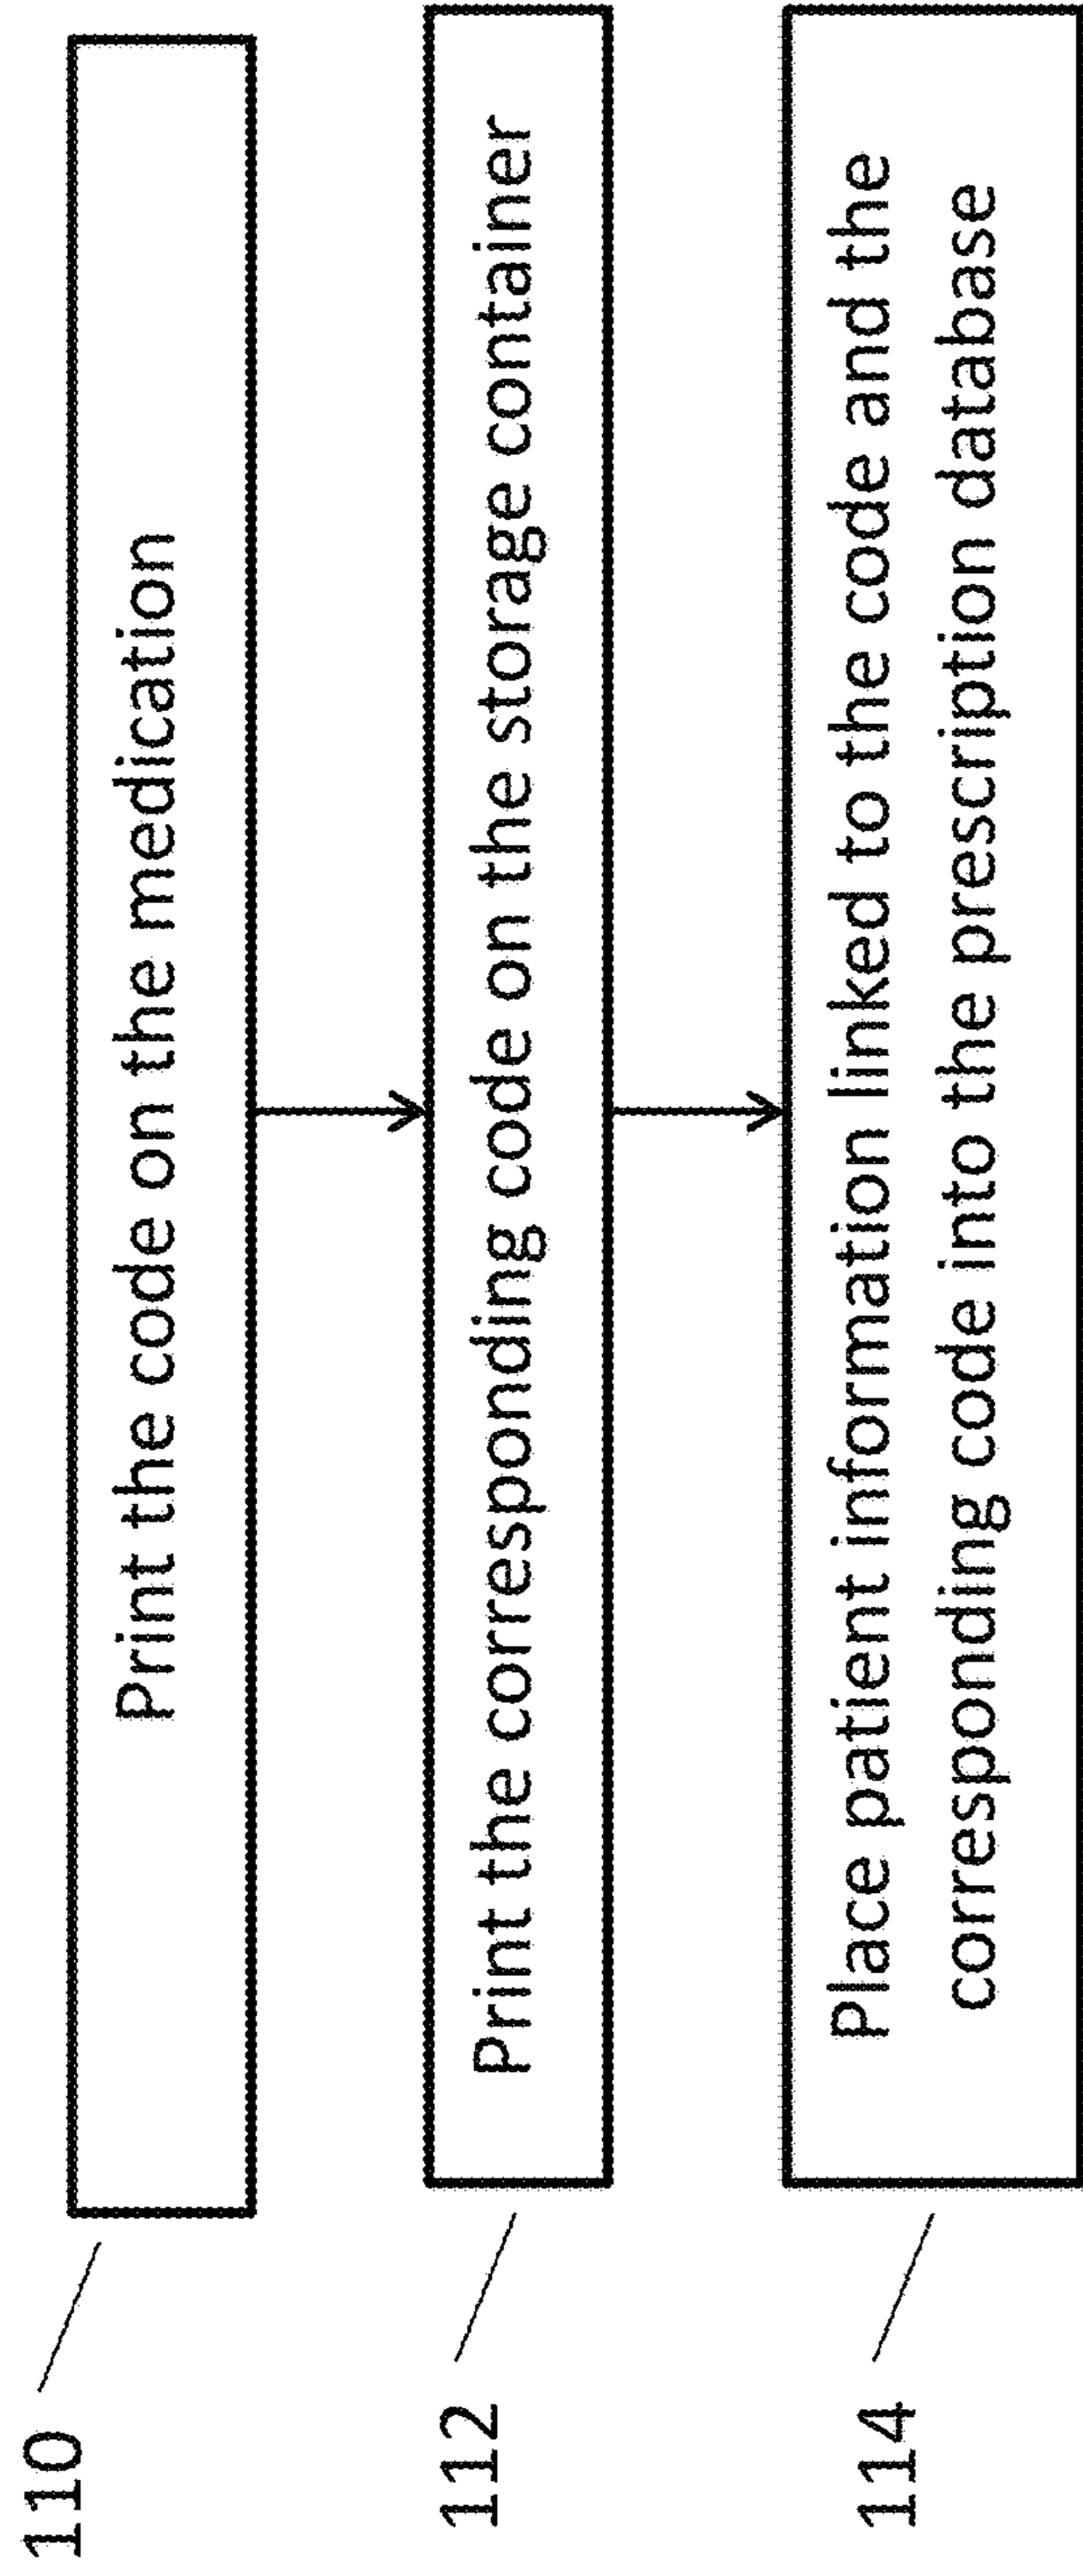 110
Print the code on the medication
112
Print the corresponding code on the storage container
114
Place patient information linked to the code and the
corresponding code into the prescription database